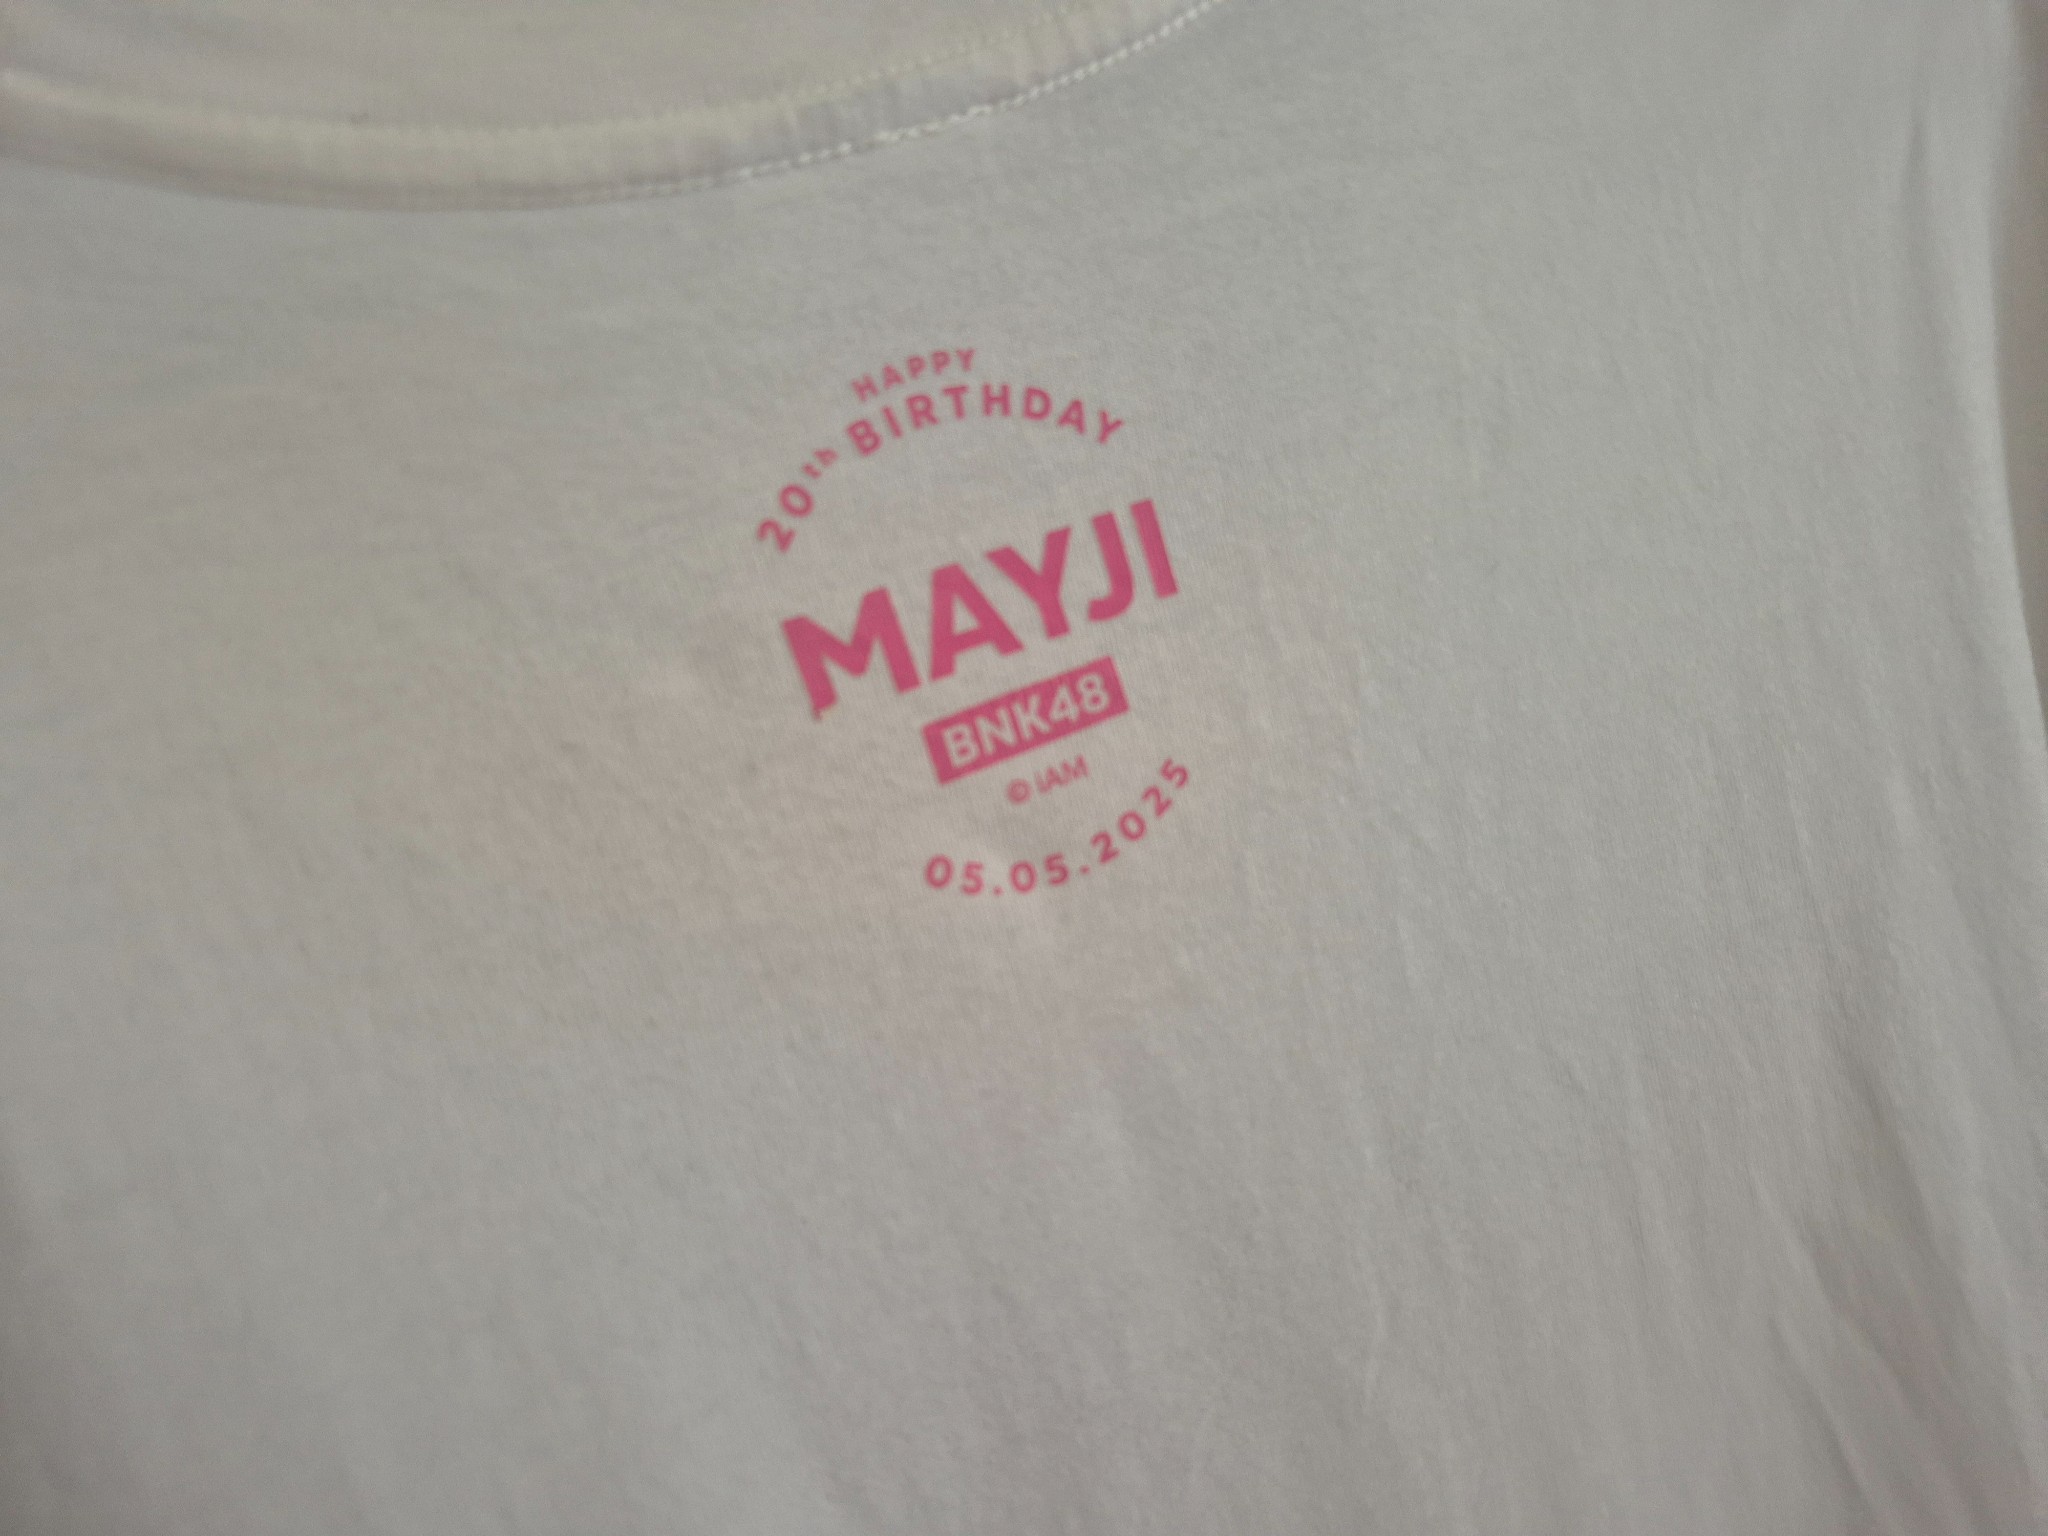 HAPPY
20th BIRTHDAY
MAYJI
BNK48
© iAM
05.05.2025